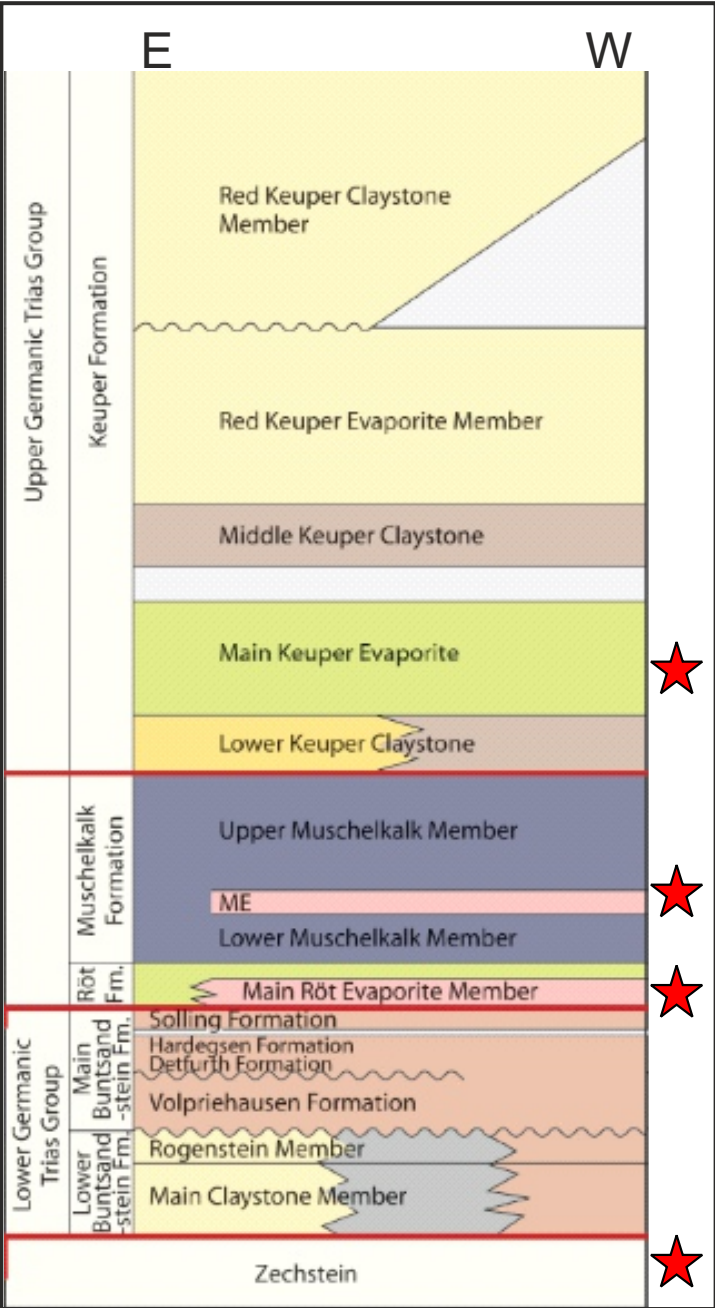 E
W
Upper Germanic Trias Group
Keuper Formation
Red Keuper Claystone
Member
Red Keuper Evaporite Member
Middle Keuper Claystone
Main Keuper Evaporite
Lower Keuper Claystone
Muschelkalk
Formation
Upper Muschelkalk Member
ME
Lower Muschelkalk Member
Röt
Fm.
Main Röt Evaporite Member
Lower Germanic
Trias Group
Main
Buntsand
-stein Fm.
Solling Formation
Hardegsen Formation
Detfurth Formation
Volpriehausen Formation
Lower
Buntsand
-stein Fm.
Rogenstein Member
Main Claystone Member
Zechstein